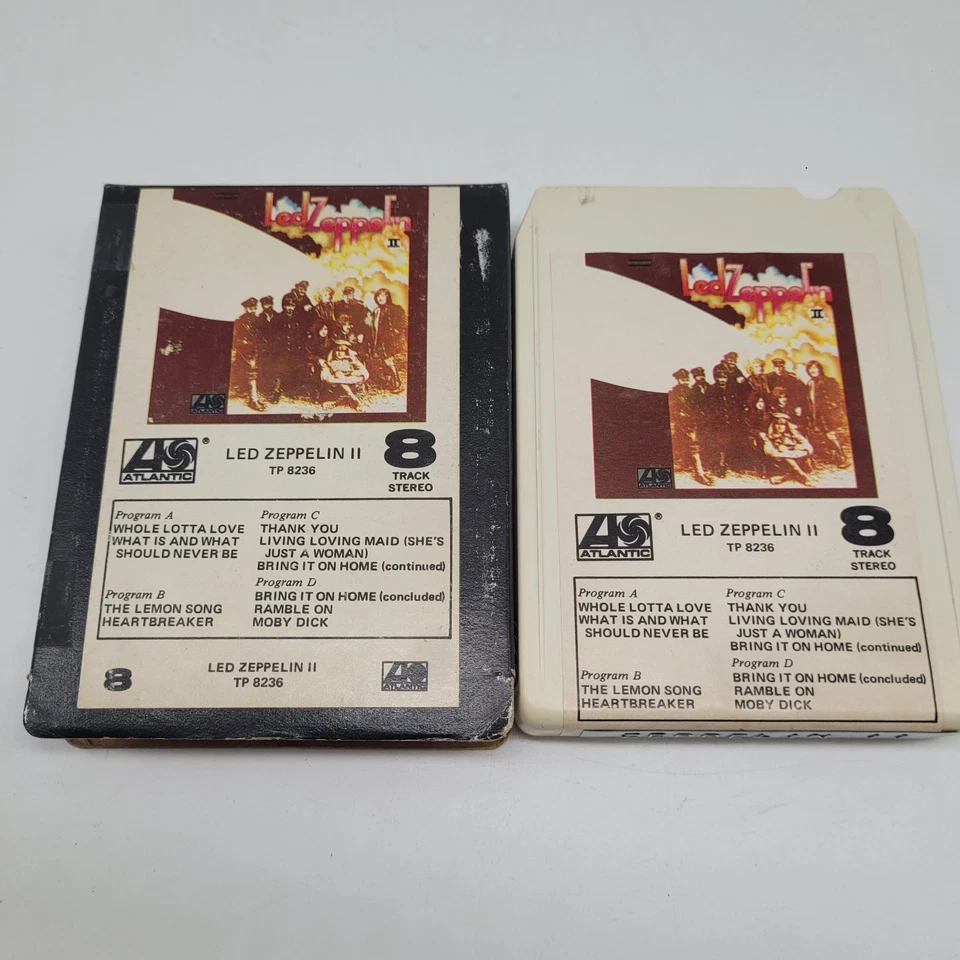 Led Zeppelin
II
ATLANTIC
ATLANTIC®
LED ZEPPELIN II
TP 8236
8
TRACK
STEREO
Program A
WHOLE LOTTA LOVE
WHAT IS AND WHAT
SHOULD NEVER BE
Program B
THE LEMON SONG
HEARTBREAKER
Program C
THANK YOU
LIVING LOVING MAID (SHE'S
JUST A WOMAN)
BRING IT ON HOME (continued)
Program D
BRING IT ON HOME (concluded)
RAMBLE ON
MOBY DICK
8
LED ZEPPELIN II
TP 8236
ATLANTIC
Led Zeppelin
II
ATLANTIC
ATLANTIC®
LED ZEPPELIN II
TP 8236
8
TRACK
STEREO
Program A
WHOLE LOTTA LOVE
WHAT IS AND WHAT
SHOULD NEVER BE
Program B
THE LEMON SONG
HEARTBREAKER
Program C
THANK YOU
LIVING LOVING MAID (SHE'S
JUST A WOMAN)
BRING IT ON HOME (continued)
Program D
BRING IT ON HOME (concluded)
RAMBLE ON
MOBY DICK